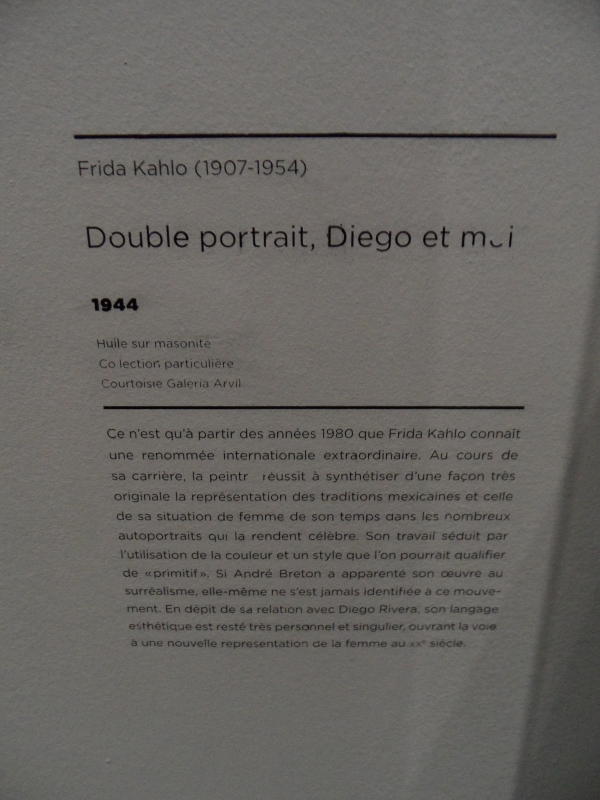 Frida Kahlo (1907-1954)
Double portrait, Diego et moi
1944
Huile sur masonite
Collection particulière
Courtoisie Galeria Arvil
Ce n'est qu'à partir des années 1980 que Frida Kahlo connaît
une renommée internationale extraordinaire. Au cours de
sa carrière, la peintre réussit à synthétiser d'une façon très
originale la représentation des traditions mexicaines et celle
de sa situation de femme de son temps dans les nombreux
autoportraits qui la rendent célèbre. Son travail séduit par
l'utilisation de la couleur et un style que l'on pourrait qualifier
de « primitif ». Si André Breton a apparenté son œuvre au
surréalisme, elle-même ne s'est jamais identifiée à ce mouve-
ment. En dépit de sa relation avec Diego Rivera, son langage
esthétique est resté très personnel et singulier, ouvrant la voie
à une nouvelle représentation de la femme au XXe siècle.